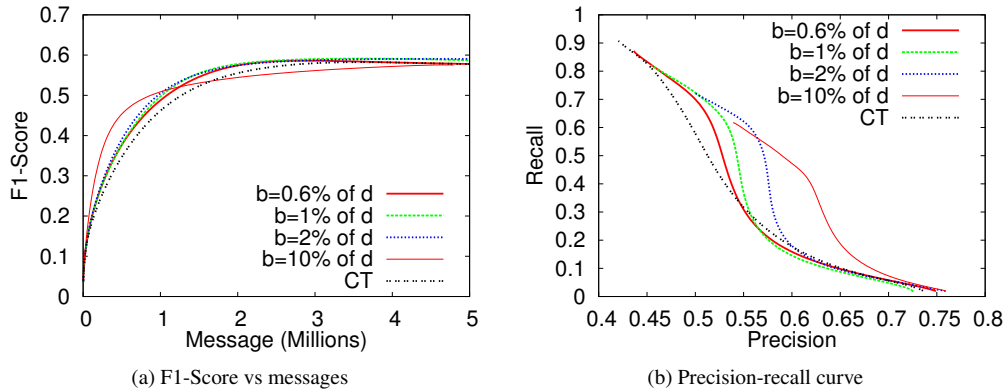 0.7
0.6
0.5
0.4
0.3
0.2
0.1
0
F1-Score
b=0.6% of d
b=1% of d
b=2% of d
b=10% of d
CT
0 1 2 3 4 5
Message (Millions)
(a) F1-Score vs messages
1
0.9
0.8
0.7
0.6
0.5
0.4
0.3
0.2
0.1
0
Recall
b=0.6% of d
b=1% of d
b=2% of d
b=10% of d
CT
0.4 0.45 0.5 0.55 0.6 0.65 0.7 0.75 0.8
Precision
(b) Precision-recall curve